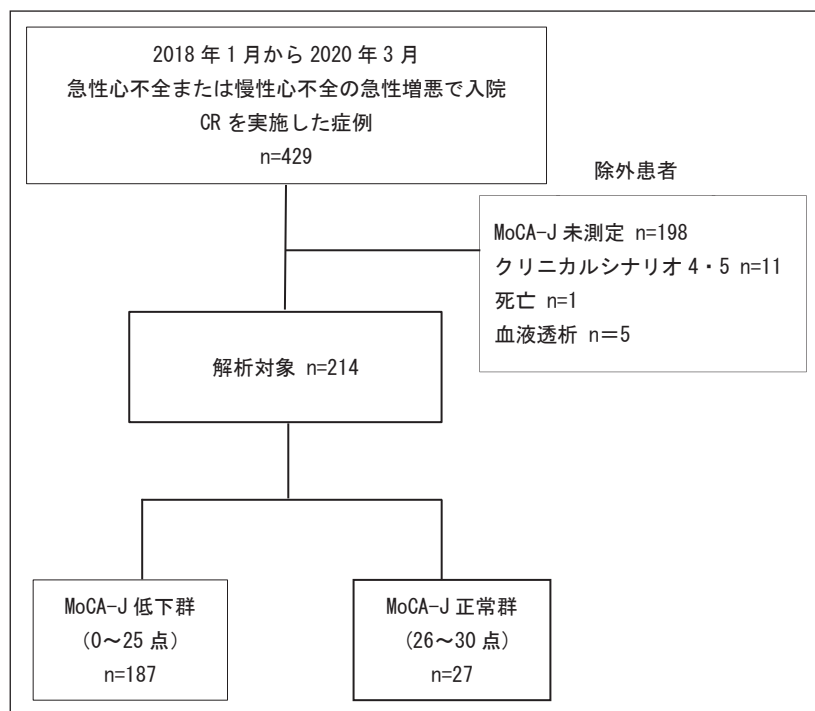 2018 年 1 月から 2020 年 3 月
急性心不全または慢性心不全の急性増悪で入院
CR を実施した症例
n=429
除外患者
MoCA-J 未測定 n=198
クリニカルシナリオ 4・5 n=11
死亡 n=1
血液透析 n＝5
解析対象 n=214
MoCA-J 低下群
（0～25 点）
n=187
MoCA-J 正常群
（26～30 点）
n=27